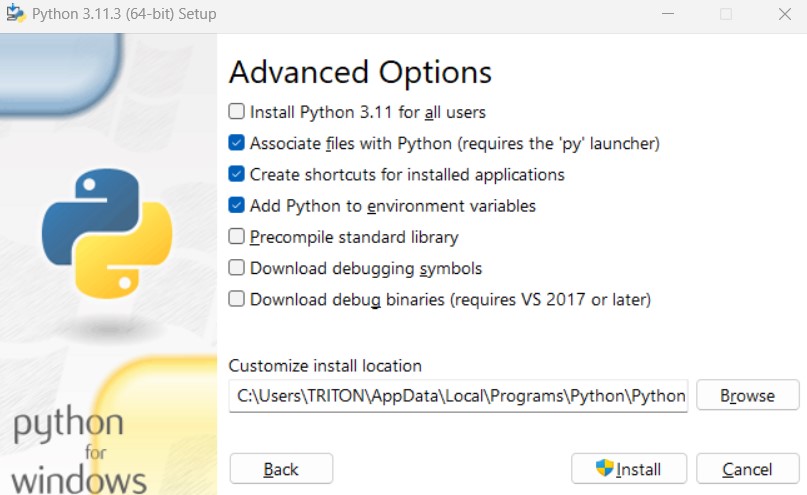 Python 3.11.3 (64-bit) Setup
Advanced Options
Install Python 3.11 for all users
Associate files with Python (requires the 'py' launcher)
Create shortcuts for installed applications
Add Python to environment variables
Precompile standard library
Download debugging symbols
Download debug binaries (requires VS 2017 or later)
Customize install location
C:\Users\TRITON\AppData\Local\Programs\Python\Python
Browse
python
for
windows
Back
Install
Cancel